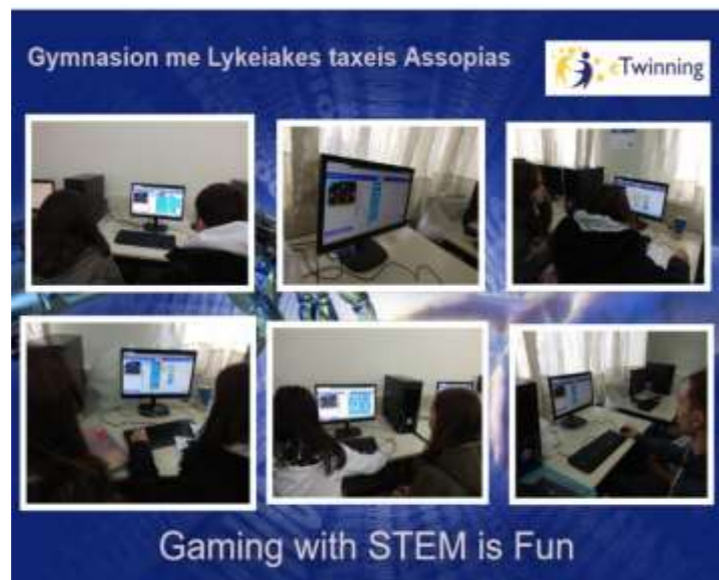 Gymnasion me Lykeiakes taxeis Assopias
eTwinning
Gaming with STEM is Fun